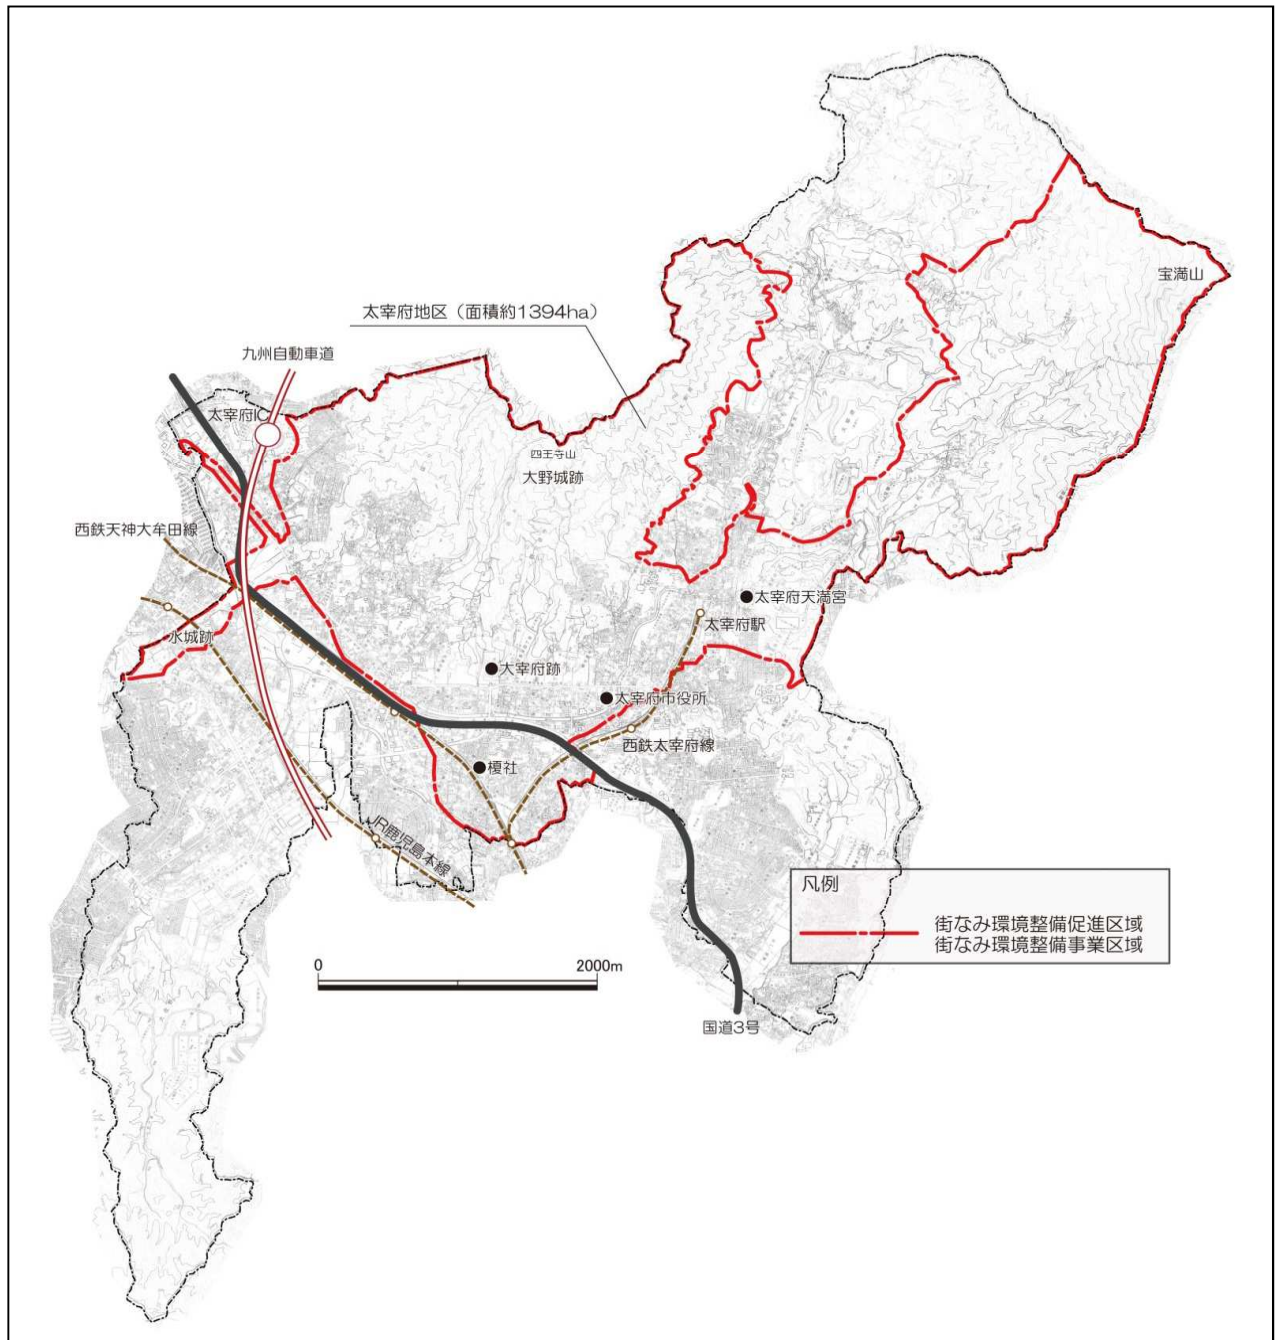 宝満山
太宰府地区（面積約1394ha）
九州自動車道
太宰府IC
四王寺山
大野城跡
西鉄天神大牟田線
太宰府天満宮
太宰府駅
水城跡
大宰府跡
太宰府市役所
西鉄太宰府線
榎社
JR鹿児島本線
凡例
街なみ環境整備促進区域
街なみ環境整備事業区域
0 2000m
国道3号